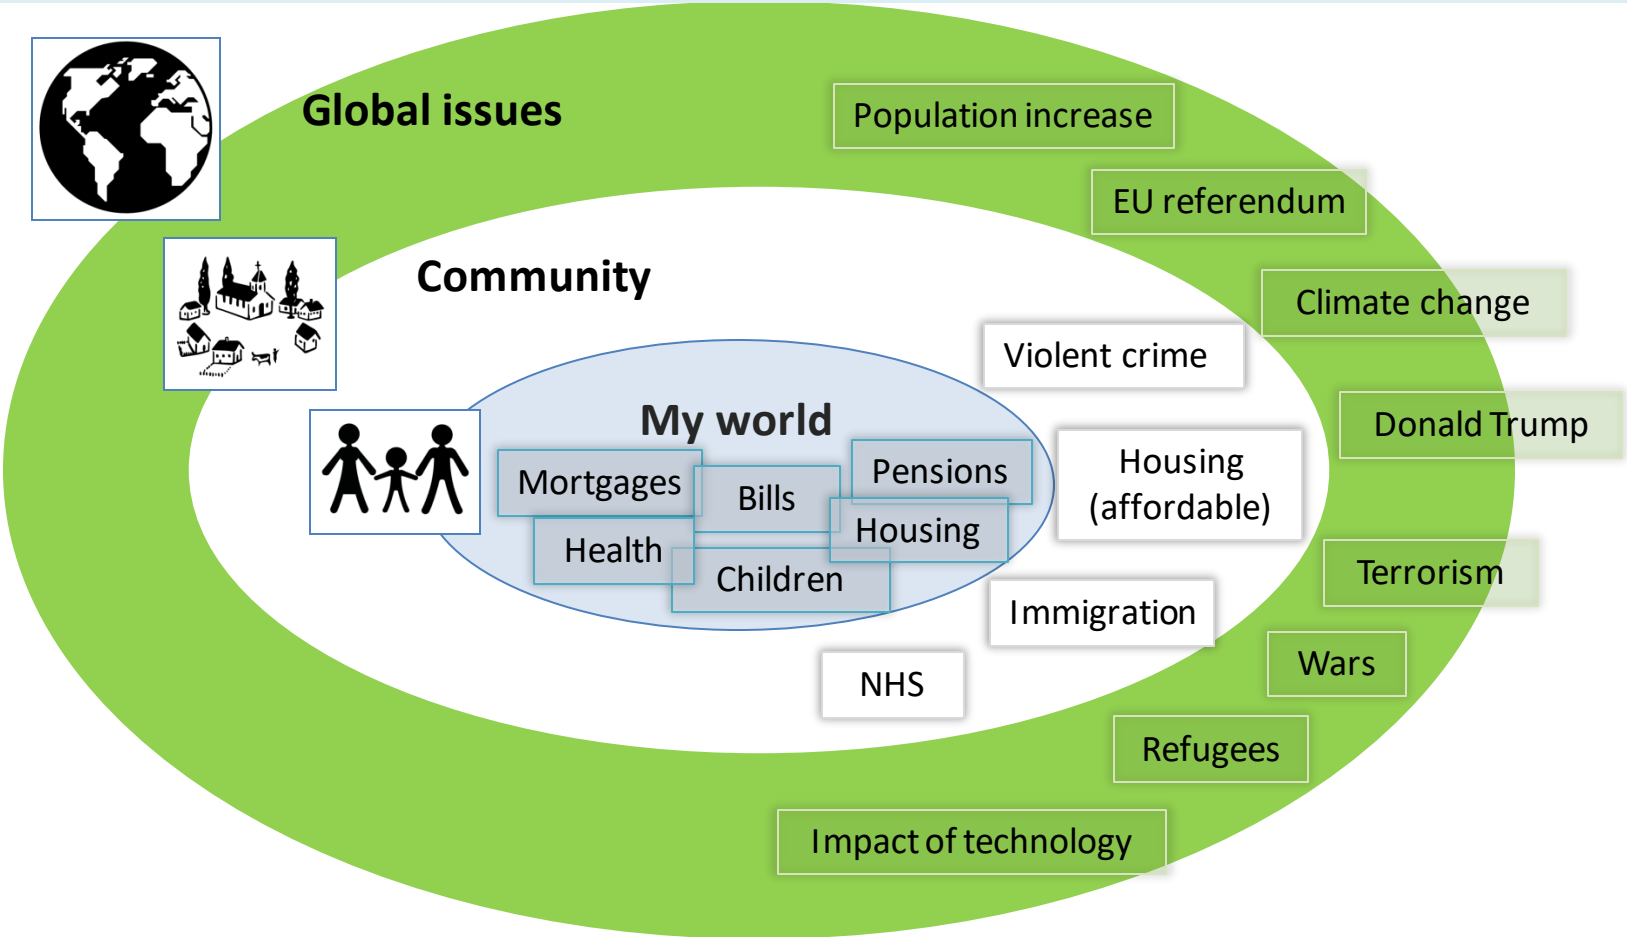 Global issues
Population increase
EU referendum
Community
Climate change
Violent crime
My world
Donald Trump
Mortgages
Bills
Pensions
Housing
(affordable)
Health
Housing
Children
Terrorism
Immigration
Wars
NHS
Refugees
Impact of technology